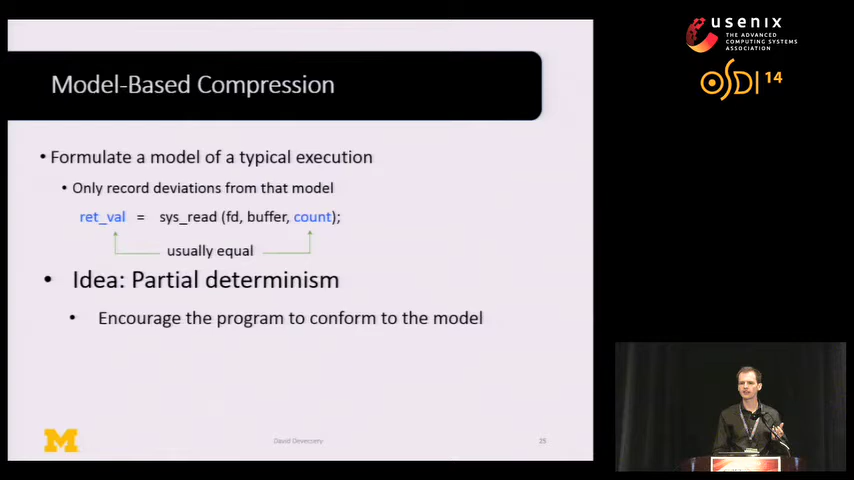 usenix
THE ADVANCED
COMPUTING SYSTEMS
ASSOCIATION
OSDI 14
Model-Based Compression
• Formulate a model of a typical execution
• Only record deviations from that model
ret_val = sys_read (fd, buffer, count);
usually equal
• Idea: Partial determinism
• Encourage the program to conform to the model
M
David Devecsery
25